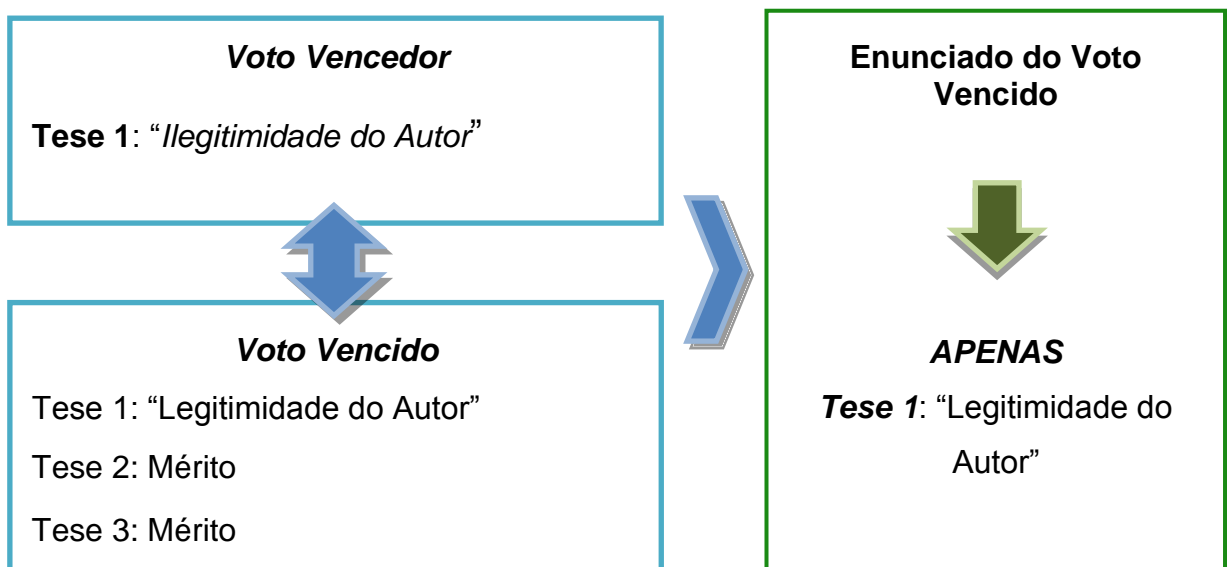 Voto Vencedor
Tese 1: “Ilegitimidade do Autor”
Voto Vencido
Tese 1: “Legitimidade do Autor”
Tese 2: Mérito
Tese 3: Mérito
Enunciado do Voto
Vencido
APENAS
Tese 1: “Legitimidade do
Autor”